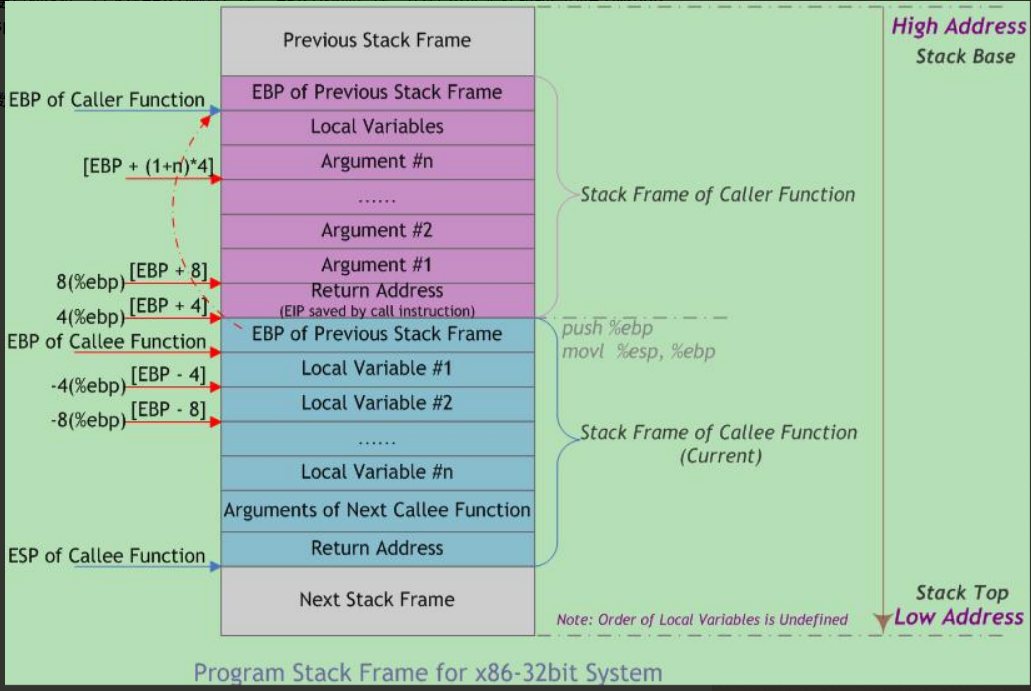 High Address
Stack Base
Previous Stack Frame
EBP of Caller Function
EBP of Previous Stack Frame
Local Variables
[EBP + (1+n)*4]
Argument #n
......
Stack Frame of Caller Function
Argument #2
Argument #1
8(%ebp)
[EBP + 8]
Return Address
(EIP saved by call instruction)
4(%ebp)
[EBP + 4]
EBP of Callee Function
EBP of Previous Stack Frame
push %ebp
movl %esp, %ebp
Local Variable #1
-4(%ebp)
[EBP - 4]
Local Variable #2
-8(%ebp)
[EBP - 8]
......
Stack Frame of Callee Function
(Current)
Local Variable #n
Arguments of Next Callee Function
ESP of Callee Function
Return Address
Next Stack Frame
Stack Top
Low Address
Note: Order of Local Variables is Undefined
Program Stack Frame for x86-32bit System